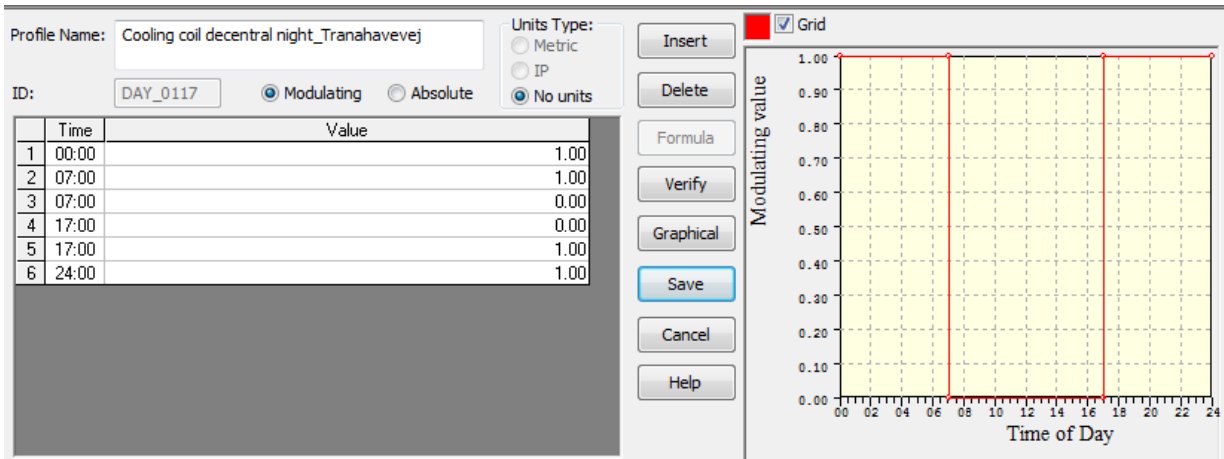 Profile Name: Cooling coil decentral night_Tranahavevej
Units Type:
Metric
IP
No units
ID: DAY_0117 Modulating Absolute
Time Value
1 00:00 1.00
2 07:00 1.00
3 07:00 0.00
4 17:00 0.00
5 17:00 1.00
6 24:00 1.00
Insert
Delete
Formula
Verify
Graphical
Save
Cancel
Help
Grid
Modulating value
1.00
0.90
0.80
0.70
0.60
0.50
0.40
0.30
0.20
0.10
0.00
00 02 04 06 08 10 12 14 16 18 20 22 24
Time of Day